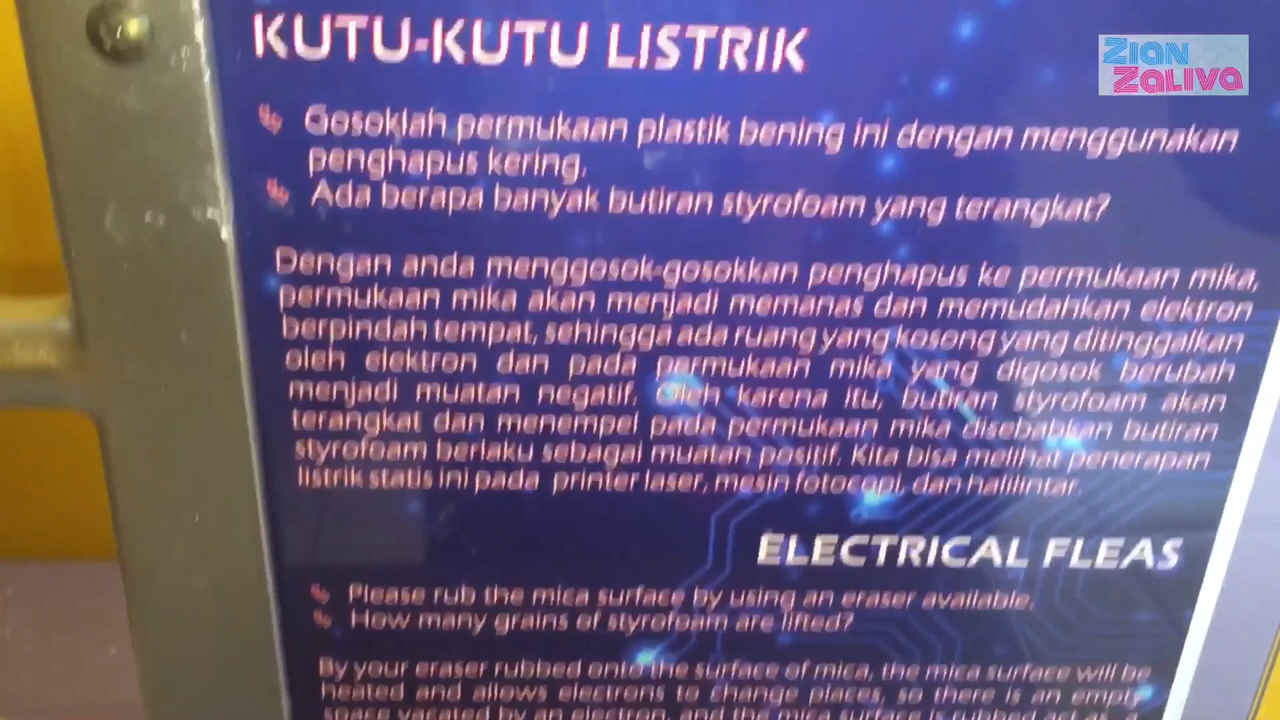 KUTU-KUTU LISTRIK
Zian
Zaliva
Gosoklah permukaan plastik bening ini dengan menggunakan
penghapus kering.
Ada berapa banyak butiran styrofoam yang terangkat?
Dengan anda menggosok-gosokkan penghapus ke permukaan mika,
permukaan mika akan menjadi memanas dan memudahkan elektron
berpindah tempat, sehingga ada ruang yang kosong yang ditinggalkan
oleh elektron dan pada permukaan mika yang digosok berubah
menjadi muatan negatif. Oleh karena itu, butiran styrofoam akan
terangkat dan menempel pada permukaan mika disebabkan butiran
styrofoam berlaku sebagai muatan positif. Kita bisa melihat penerapan
listrik statis ini pada printer laser, mesin fotocopi, dan halilintar.
ELECTRICAL FLEAS
Please rub the mica surface by using an eraser available.
How many grains of styrofoam are lifted?
By your eraser rubbed onto the surface of mica, the mica surface will be
heated and allows electrons to change places, so there is an empty
space vacated by an electron, and the mica surface is rubbed